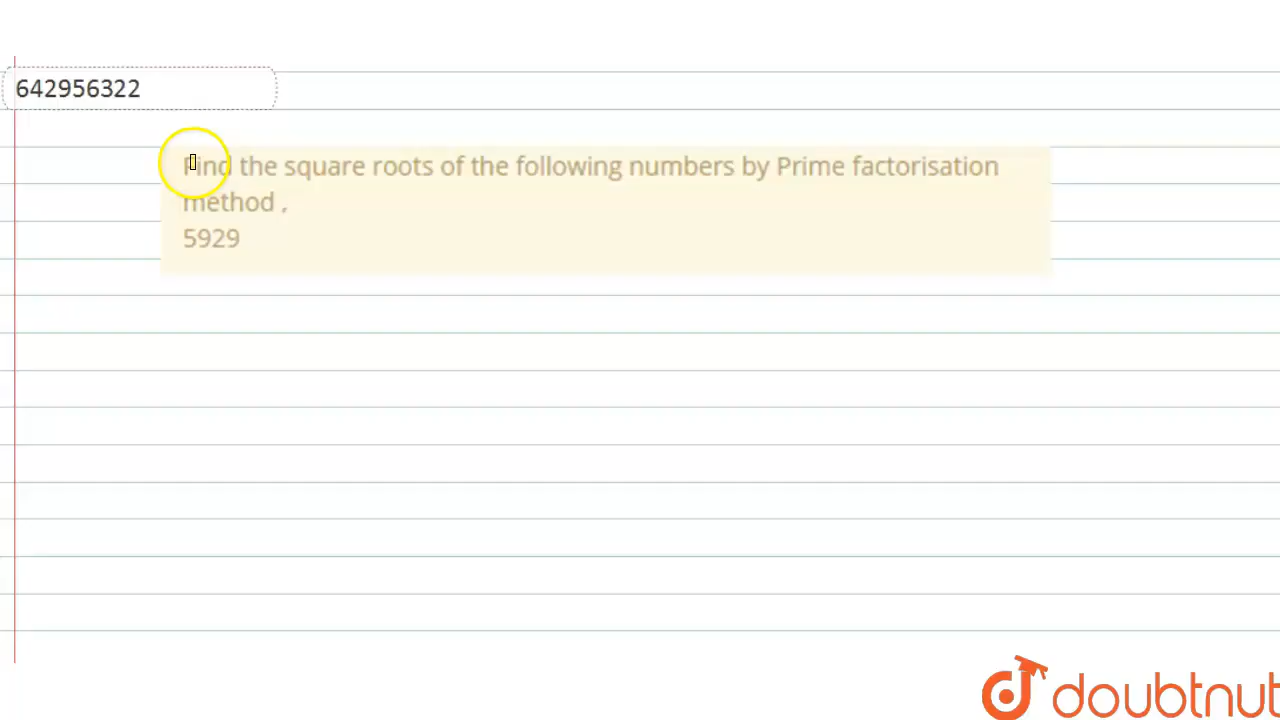 642956322
Find the square roots of the following numbers by Prime factorisation
method ,
5929
doubtnut